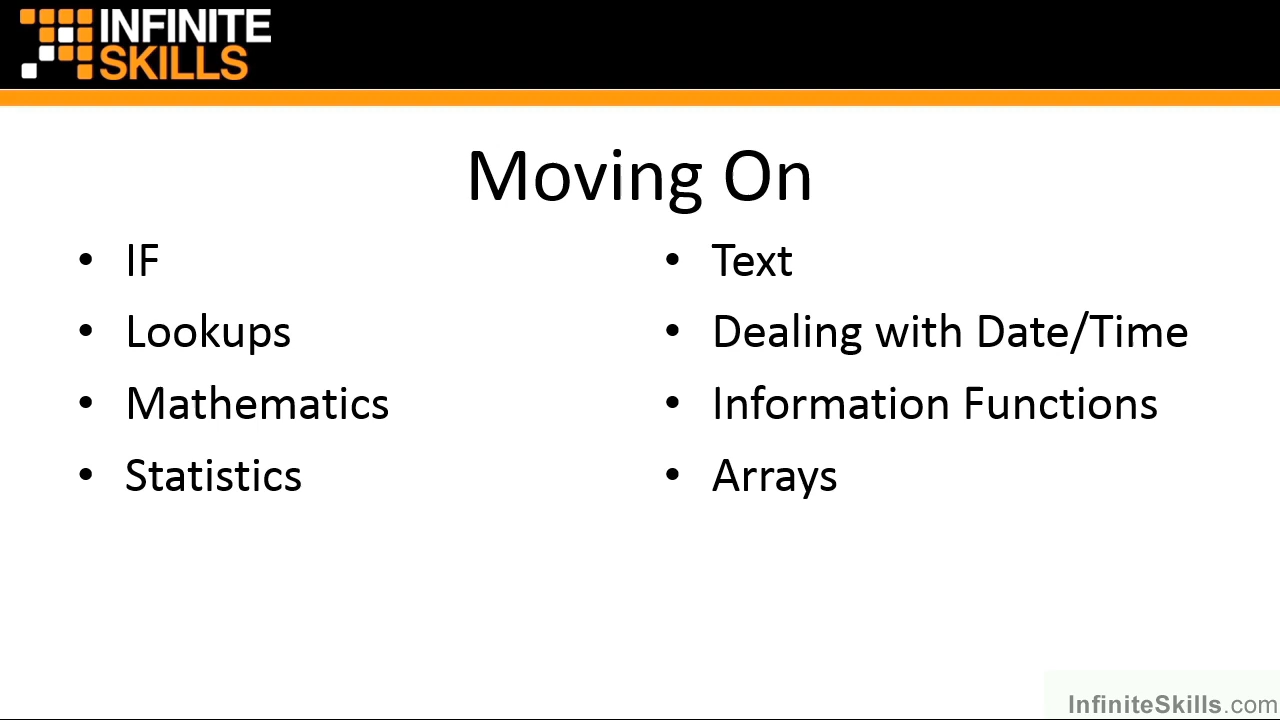 INFINITE
SKILLS
Moving On
• IF
• Lookups
• Mathematics
• Statistics
• Text
• Dealing with Date/Time
• Information Functions
• Arrays
InfiniteSkills.com